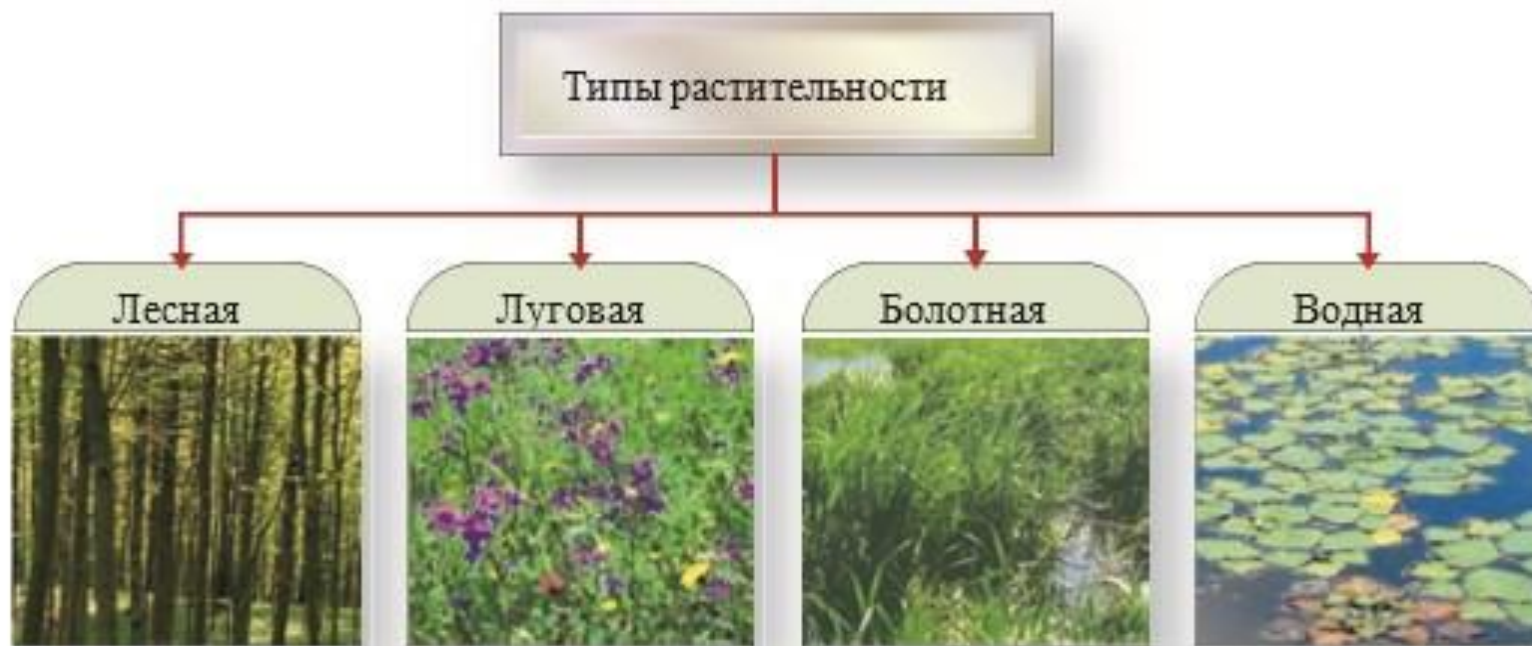 Типы растительности
Лесная
Луговая
Болотная
Водная